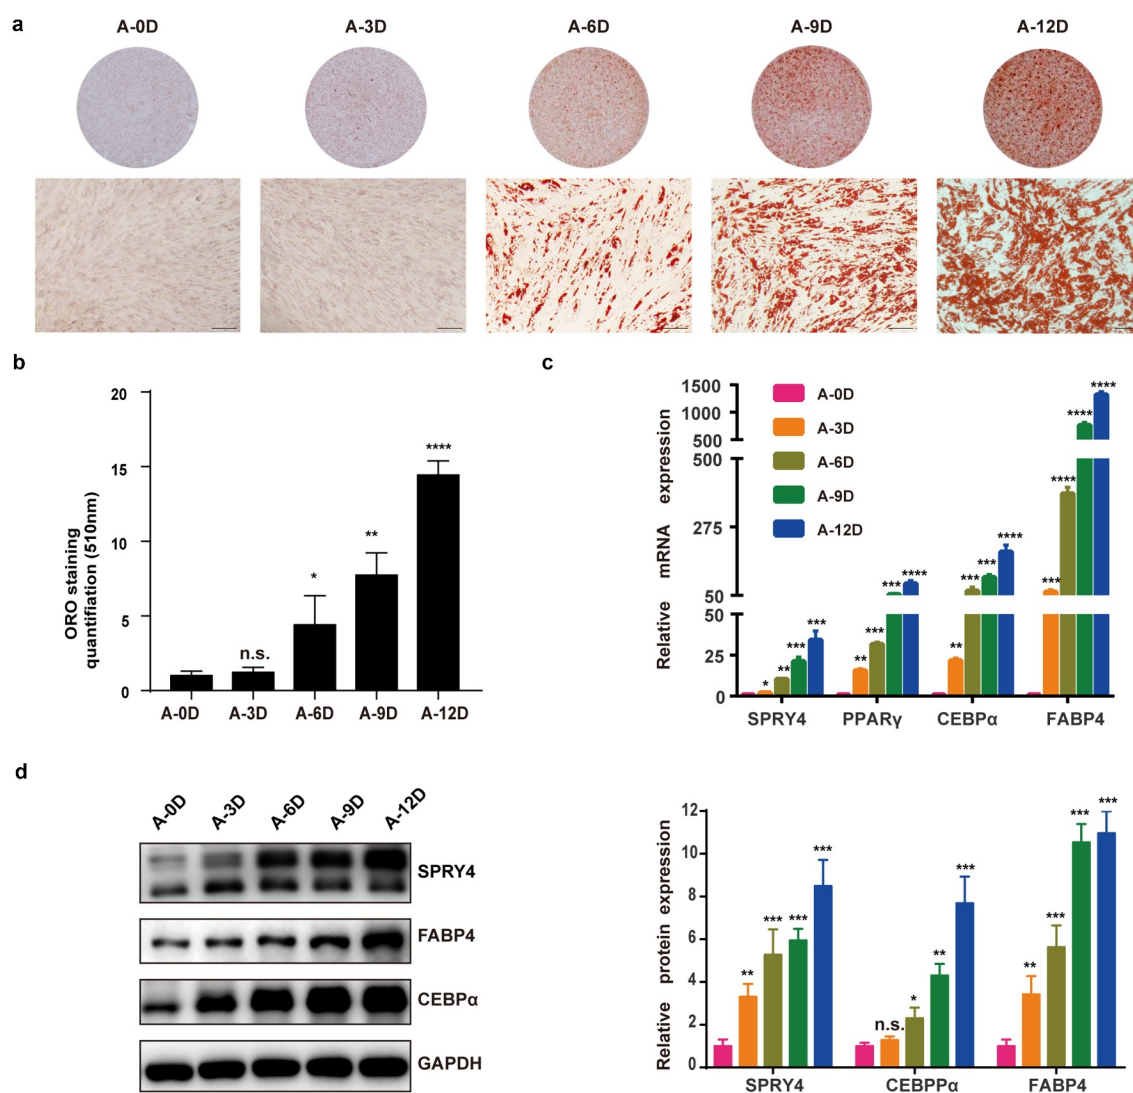 a
A-0D A-3D A-6D A-9D A-12D
b
20
15
10
5
0
ORO staining
quantifiation (510nm)
n.s.
*
**
****
A-0D A-3D A-6D A-9D A-12D
c
1500
1000
500
500
275
50
50
25
0
Relative mRNA expression
A-0D
A-3D
A-6D
A-9D
A-12D
* ** *** ***
** *** *** ****
** *** *** ****
*** **** **** ****
SPRY4 PPARγ CEBPα FABP4
d
A-0D A-3D A-6D A-9D A-12D
SPRY4
FABP4
CEBPα
GAPDH
12
10
8
6
4
2
0
Relative protein expression
** *** *** ***
n.s. * ** ***
** *** *** ***
SPRY4 CEBPPα FABP4